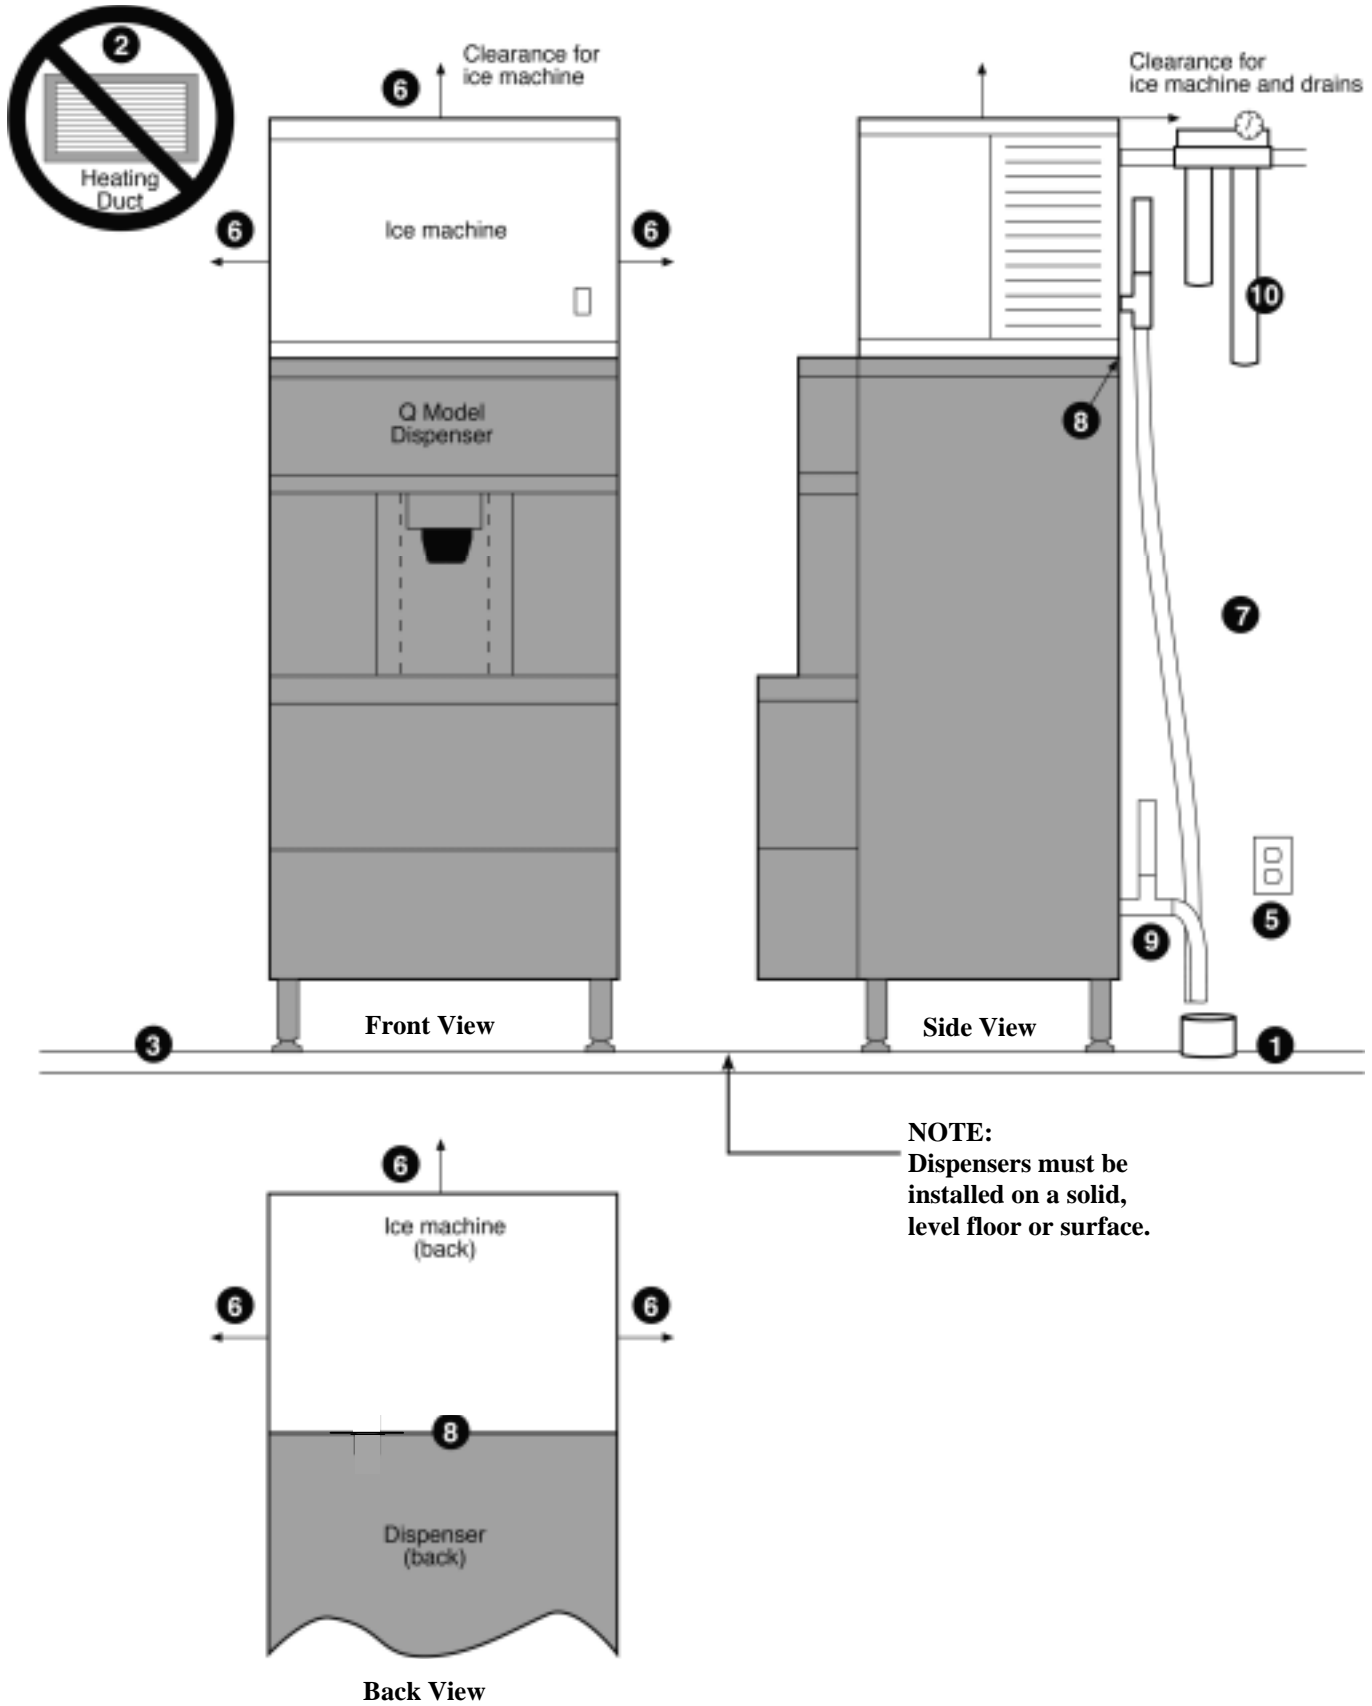 2
Heating
Duct
6
Clearance for
ice machine
Clearance for
ice machine and drains
6
Ice machine
6
10
Q Model
Dispenser
8
7
5
9
Front View
Side View
3
1
NOTE:
Dispensers must be
installed on a solid,
level floor or surface.
6
Ice machine
(back)
6
6
8
Dispenser
(back)
Back View